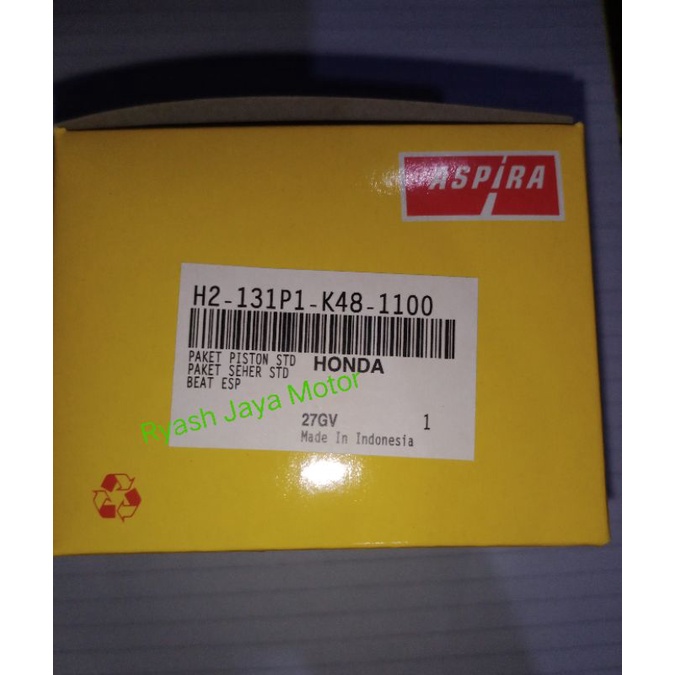 ASPIRA
H2-131P1-K48-1100
PAKET PISTON STD HONDA
PAKET SEHER STD
BEAT ESP
Ryash Jaya Motor
27GV 1
Made In Indonesia